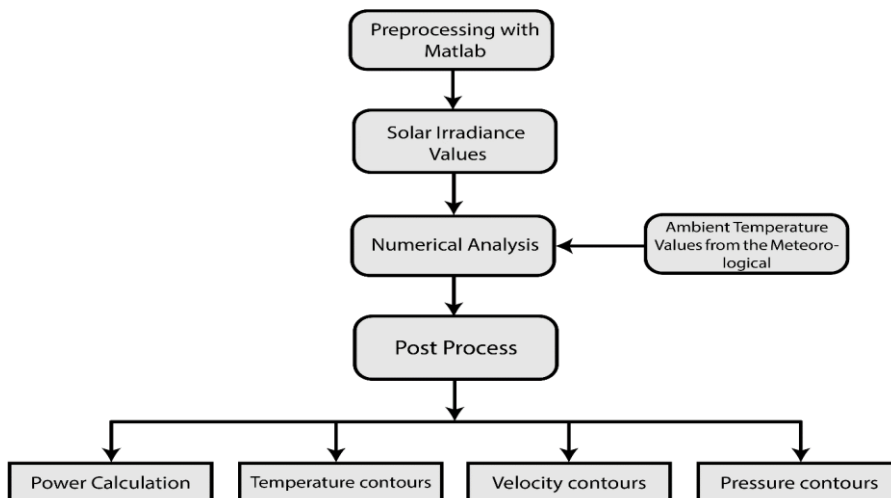 Preprocessing with
Matlab
Solar Irradiance
Values
Numerical Analysis
Ambient Temperature
Values from the Meteoro-
logical
Post Process
Power Calculation
Temperature contours
Velocity contours
Pressure contours